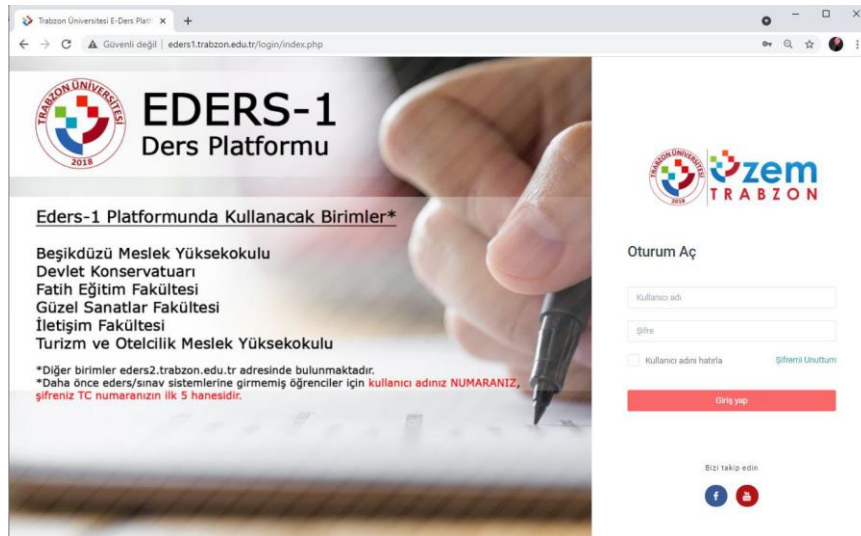 Trabzon Üniversitesi E-Ders Platf
Güvenli değil | eders1.trabzon.edu.tr/login/index.php
TRABZON ÜNİVERSİTESİ
2018
EDERS-1
Ders Platformu
Eders-1 Platformunda Kullanacak Birimler*
Beşikdüzü Meslek Yüksekokulu
Devlet Konservatuarı
Fatih Eğitim Fakültesi
Güzel Sanatlar Fakültesi
İletişim Fakültesi
Turizm ve Otelcilik Meslek Yüksekokulu
*Diğer birimler eders2.trabzon.edu.tr adresinde bulunmaktadır.
*Daha önce eders/sınav sistemlerine girmemiş öğrenciler için kullanıcı adınız NUMARANIZ,
şifreniz TC numaranızın ilk 5 hanesidir.
TRABZON ÜNİVERSİTESİ
2018
üzem
TRABZON
Oturum Aç
Kullanıcı adı
Şifre
Kullanıcı adını hatırla
Şifremi Unuttum
Giriş yap
Bizi takip edin